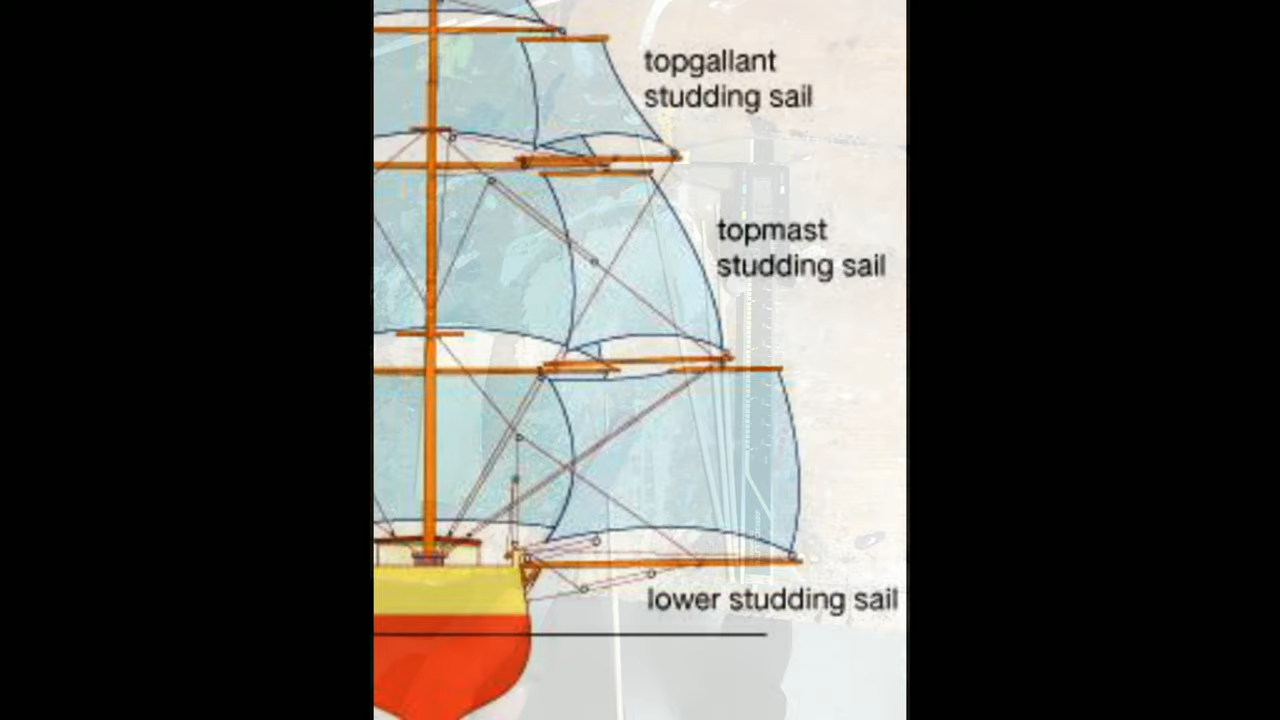 topgallant
studding sail
topmast
studding sail
lower studding sail